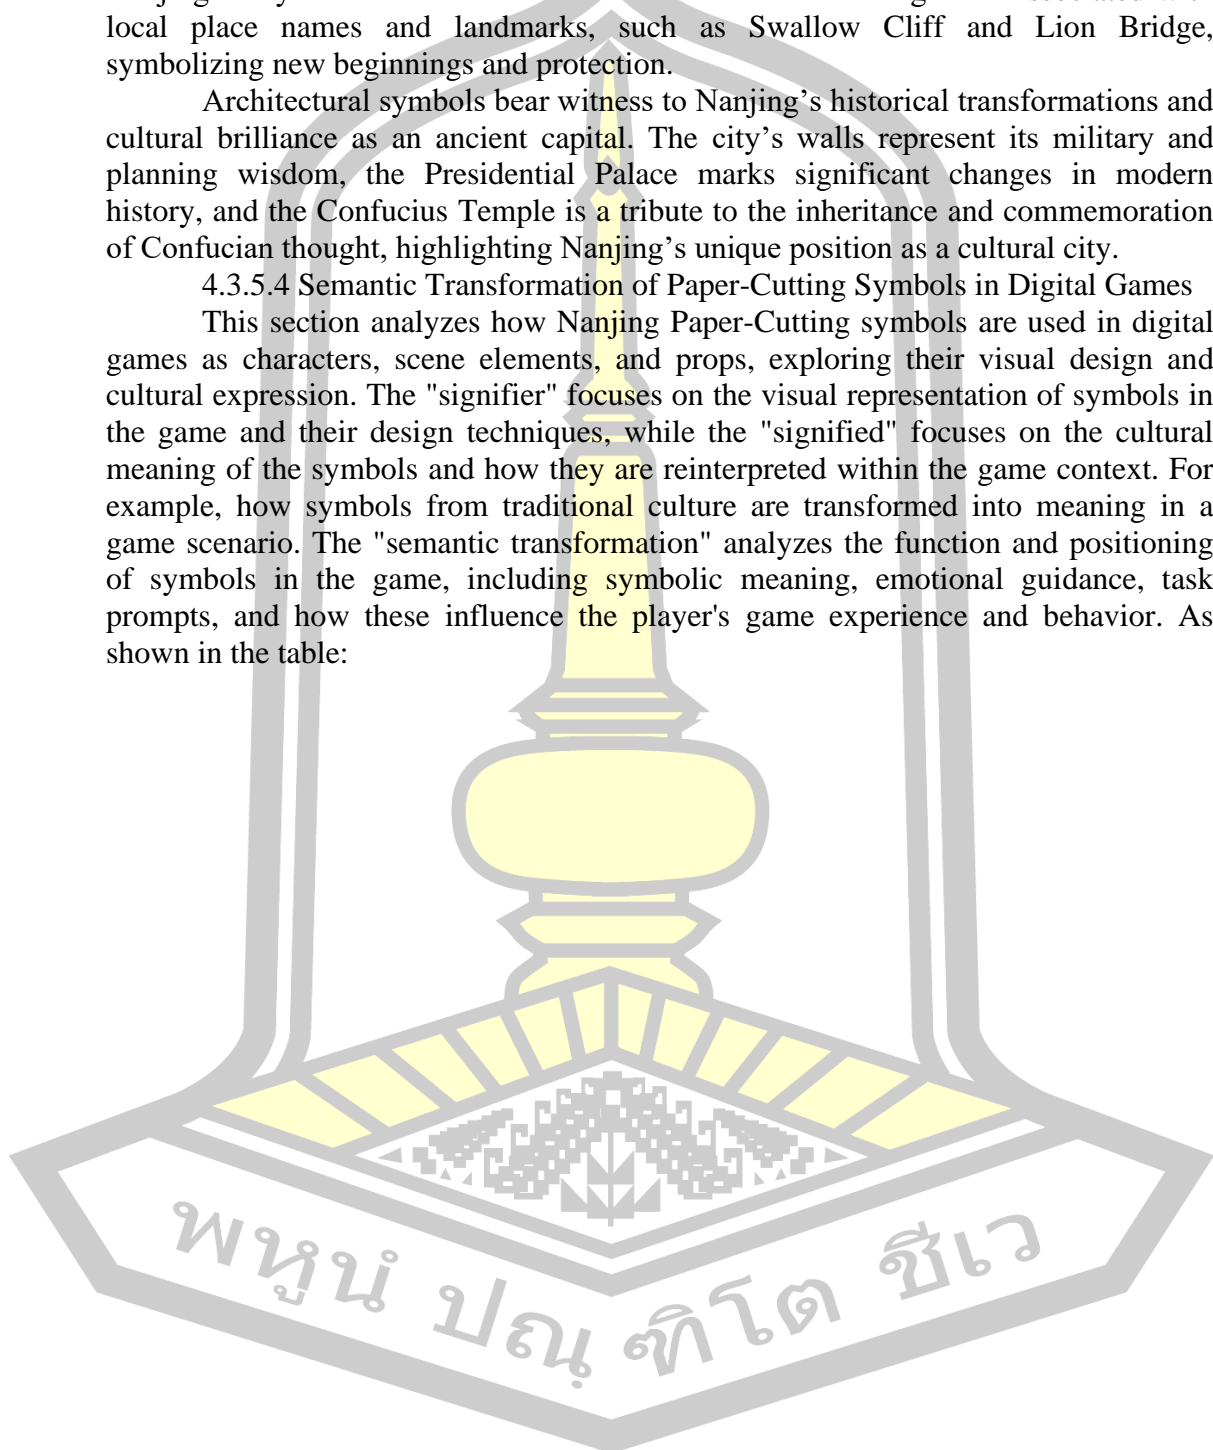 local place names and landmarks, such as Swallow Cliff and Lion Bridge,
symbolizing new beginnings and protection.
Architectural symbols bear witness to Nanjing’s historical transformations and
cultural brilliance as an ancient capital. The city’s walls represent its military and
planning wisdom, the Presidential Palace marks significant changes in modern
history, and the Confucius Temple is a tribute to the inheritance and commemoration
of Confucian thought, highlighting Nanjing’s unique position as a cultural city.
4.3.5.4 Semantic Transformation of Paper-Cutting Symbols in Digital Games
This section analyzes how Nanjing Paper-Cutting symbols are used in digital
games as characters, scene elements, and props, exploring their visual design and
cultural expression. The "signifier" focuses on the visual representation of symbols in
the game and their design techniques, while the "signified" focuses on the cultural
meaning of the symbols and how they are reinterpreted within the game context. For
example, how symbols from traditional culture are transformed into meaning in a
game scenario. The "semantic transformation" analyzes the function and positioning
of symbols in the game, including symbolic meaning, emotional guidance, task
prompts, and how these influence the player's game experience and behavior. As
shown in the table:
พหูนํ ปณฺฑิโต ชีเว